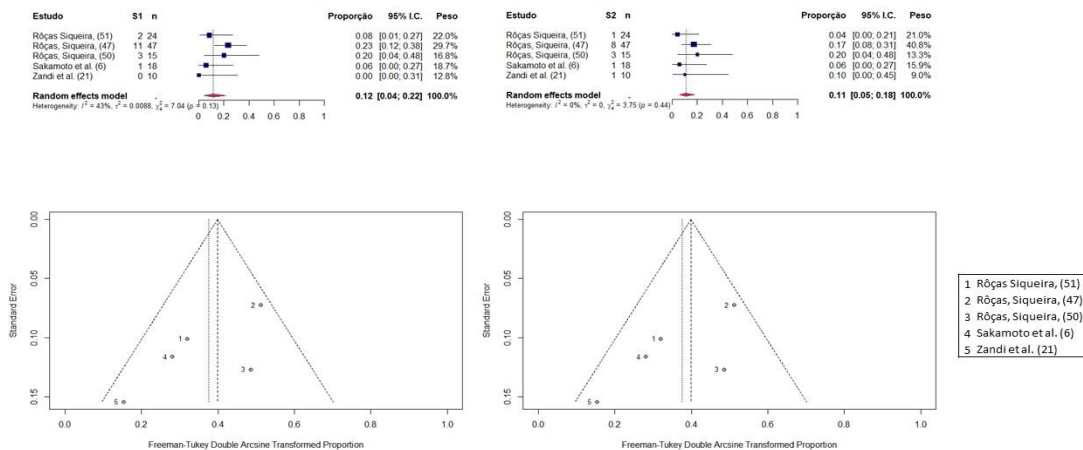 Estudo S1 n Proporção 95% I.C. Peso
Rôças Siqueira, (51) 2 24 0.08 [0.01; 0.27] 22.0%
Rôças, Siqueira, (47) 11 47 0.23 [0.12; 0.38] 29.7%
Rôças, Siqueira, (50) 3 15 0.20 [0.04; 0.48] 16.8%
Sakamoto et al. (6) 1 18 0.06 [0.00; 0.27] 18.7%
Zandi et al. (21) 0 10 0.00 [0.00; 0.31] 12.8%
Random effects model . 0.12 [0.04; 0.22] 100.0%
Heterogeneity: I² = 43%, τ² = 0.0088, χ²₄ = 7.04 (p = 0.13)
0 0.2 0.4 0.6 0.8 1
Estudo S2 n Proporção 95% I.C. Peso
Rôças Siqueira, (51) 1 24 0.04 [0.00; 0.21] 21.0%
Rôças, Siqueira, (47) 8 47 0.17 [0.08; 0.31] 40.8%
Rôças, Siqueira, (50) 3 15 0.20 [0.04; 0.48] 13.3%
Sakamoto et al. (6) 1 18 0.06 [0.00; 0.27] 15.9%
Zandi et al. (21) 1 10 0.10 [0.00; 0.45] 9.0%
Random effects model . 0.11 [0.05; 0.18] 100.0%
Heterogeneity: I² = 0%, τ² = 0, χ²₄ = 3.75 (p = 0.44)
0 0.2 0.4 0.6 0.8 1
Standard Error
0.00
0.05
0.10
0.15
2
1
4
3
5
0.0 0.2 0.4 0.6 0.8 1.0
Freeman-Tukey Double Arcsine Transformed Proportion
Standard Error
0.00
0.05
0.10
0.15
2
1
4
3
5
0.0 0.2 0.4 0.6 0.8 1.0
Freeman-Tukey Double Arcsine Transformed Proportion
1 Rôças Siqueira, (51)
2 Rôças, Siqueira, (47)
3 Rôças, Siqueira, (50)
4 Sakamoto et al. (6)
5 Zandi et al. (21)